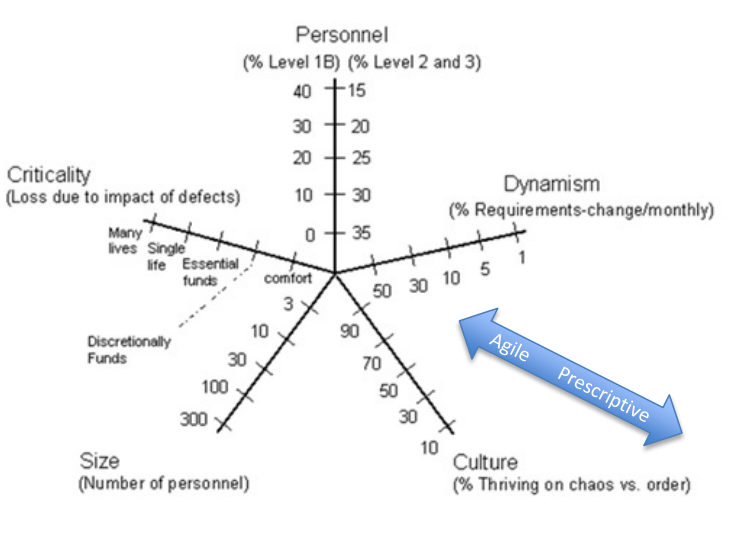 Personnel
(% Level 1B) (% Level 2 and 3)
40 15
30 20
20 25
10 30
0 35
Criticality
(Loss due to impact of defects)
Many
lives
Single
life
Essential
funds
comfort
Discretionally
Funds
Dynamism
(% Requirements-change/monthly)
50 30 10 5 1
3
10
30
100
300
Size
(Number of personnel)
90
70
50
30
10
Culture
(% Thriving on chaos vs. order)
Agile Prescriptive